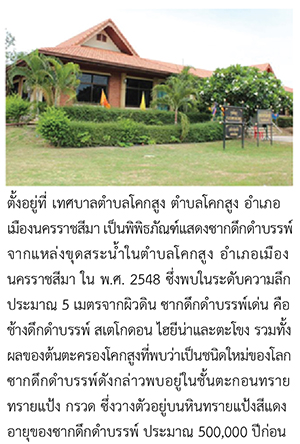 ตั้งอยู่ที่ เทศบาลตำบลโคกสูง ตำบลโคกสูง อำเภอ
เมืองนครราชสีมา เป็นพิพิธภัณฑ์แสดงซากดึกดำบรรพ์
จากแหล่งขุดสระน้ำในตำบลโคกสูง อำเภอเมือง
นครราชสีมา ใน พ.ศ. 2548 ซึ่งพบในระดับความลึก
ประมาณ 5 เมตรจากผิวดิน ซากดึกดำบรรพ์เด่น คือ
ช้างดึกดำบรรพ์ สเตโกดอน ไฮยีน่าและตะโขง รวมทั้ง
ผลของต้นตะครองโคกสูงที่พบว่าเป็นชนิดใหม่ของโลก
ซากดึกดำบรรพ์ดังกล่าวพบอยู่ในชั้นตะกอนทราย
ทรายแป้ง กรวด ซึ่งวางตัวอยู่บนหินทรายแป้งสีแดง
อายุของซากดึกดำบรรพ์ ประมาณ 500,000 ปีก่อน